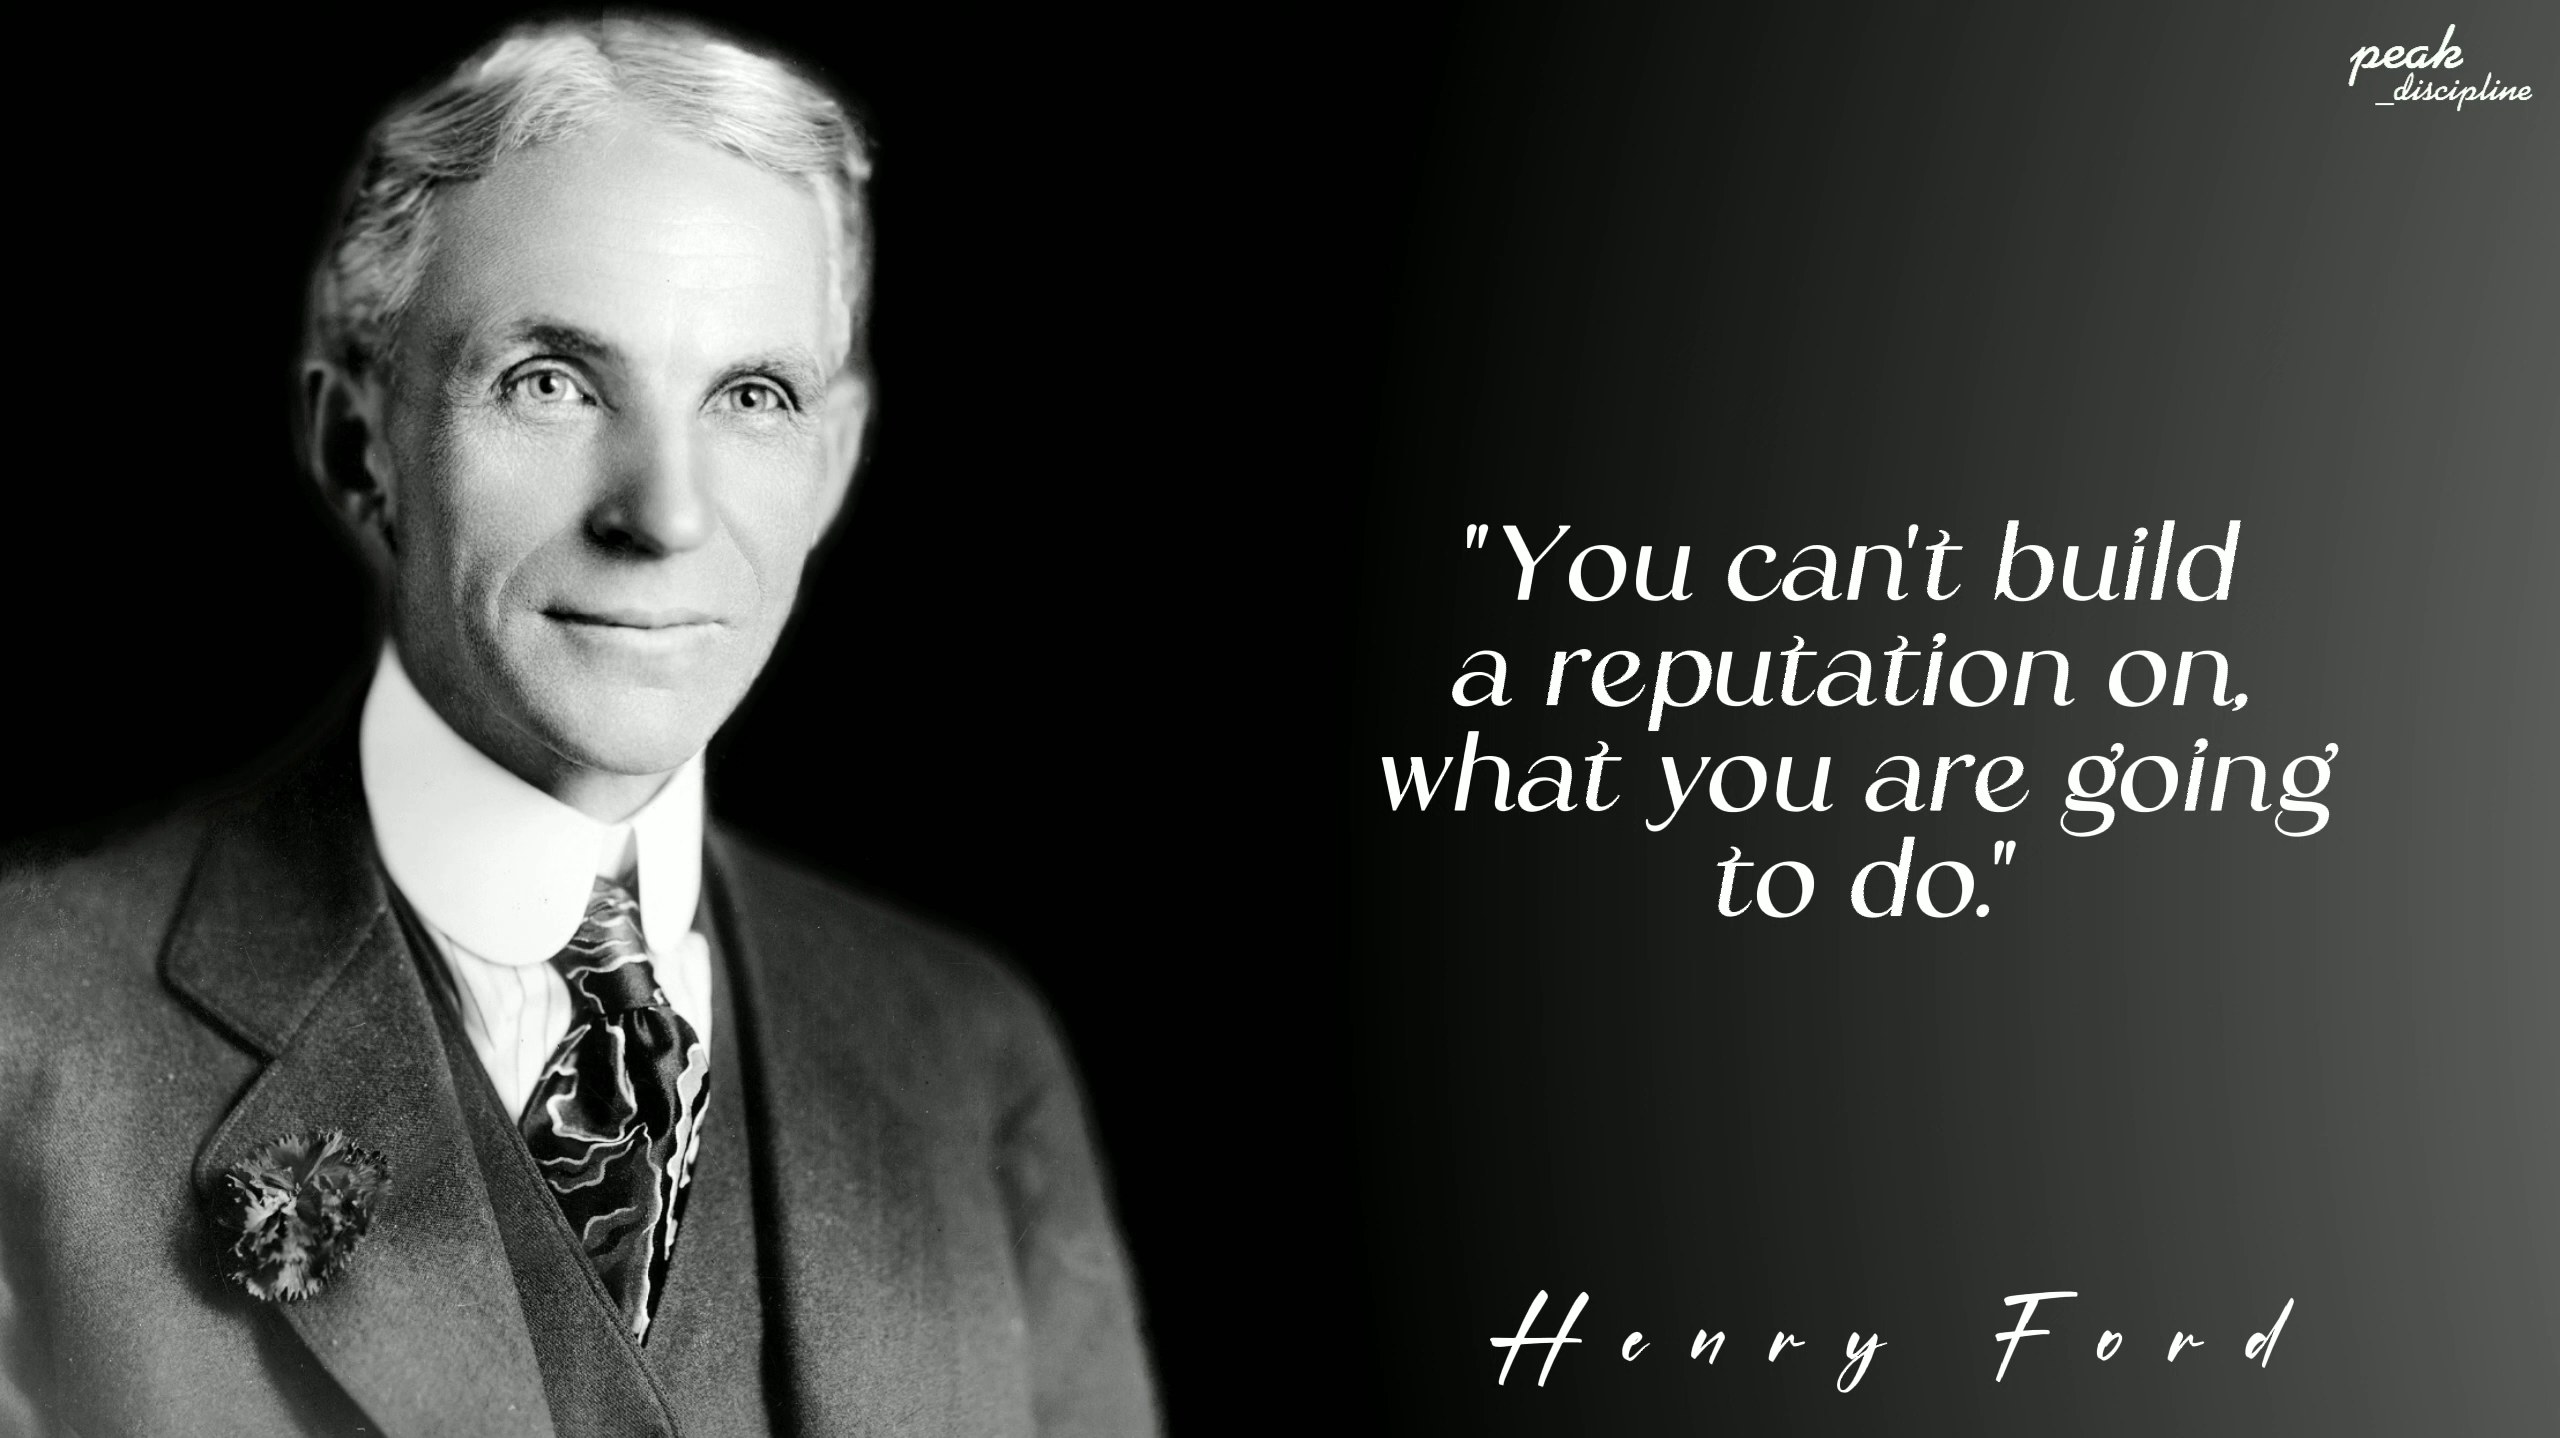 peak
_discipline
"You can't build
a reputation on,
what you are going
to do."
Henry Ford